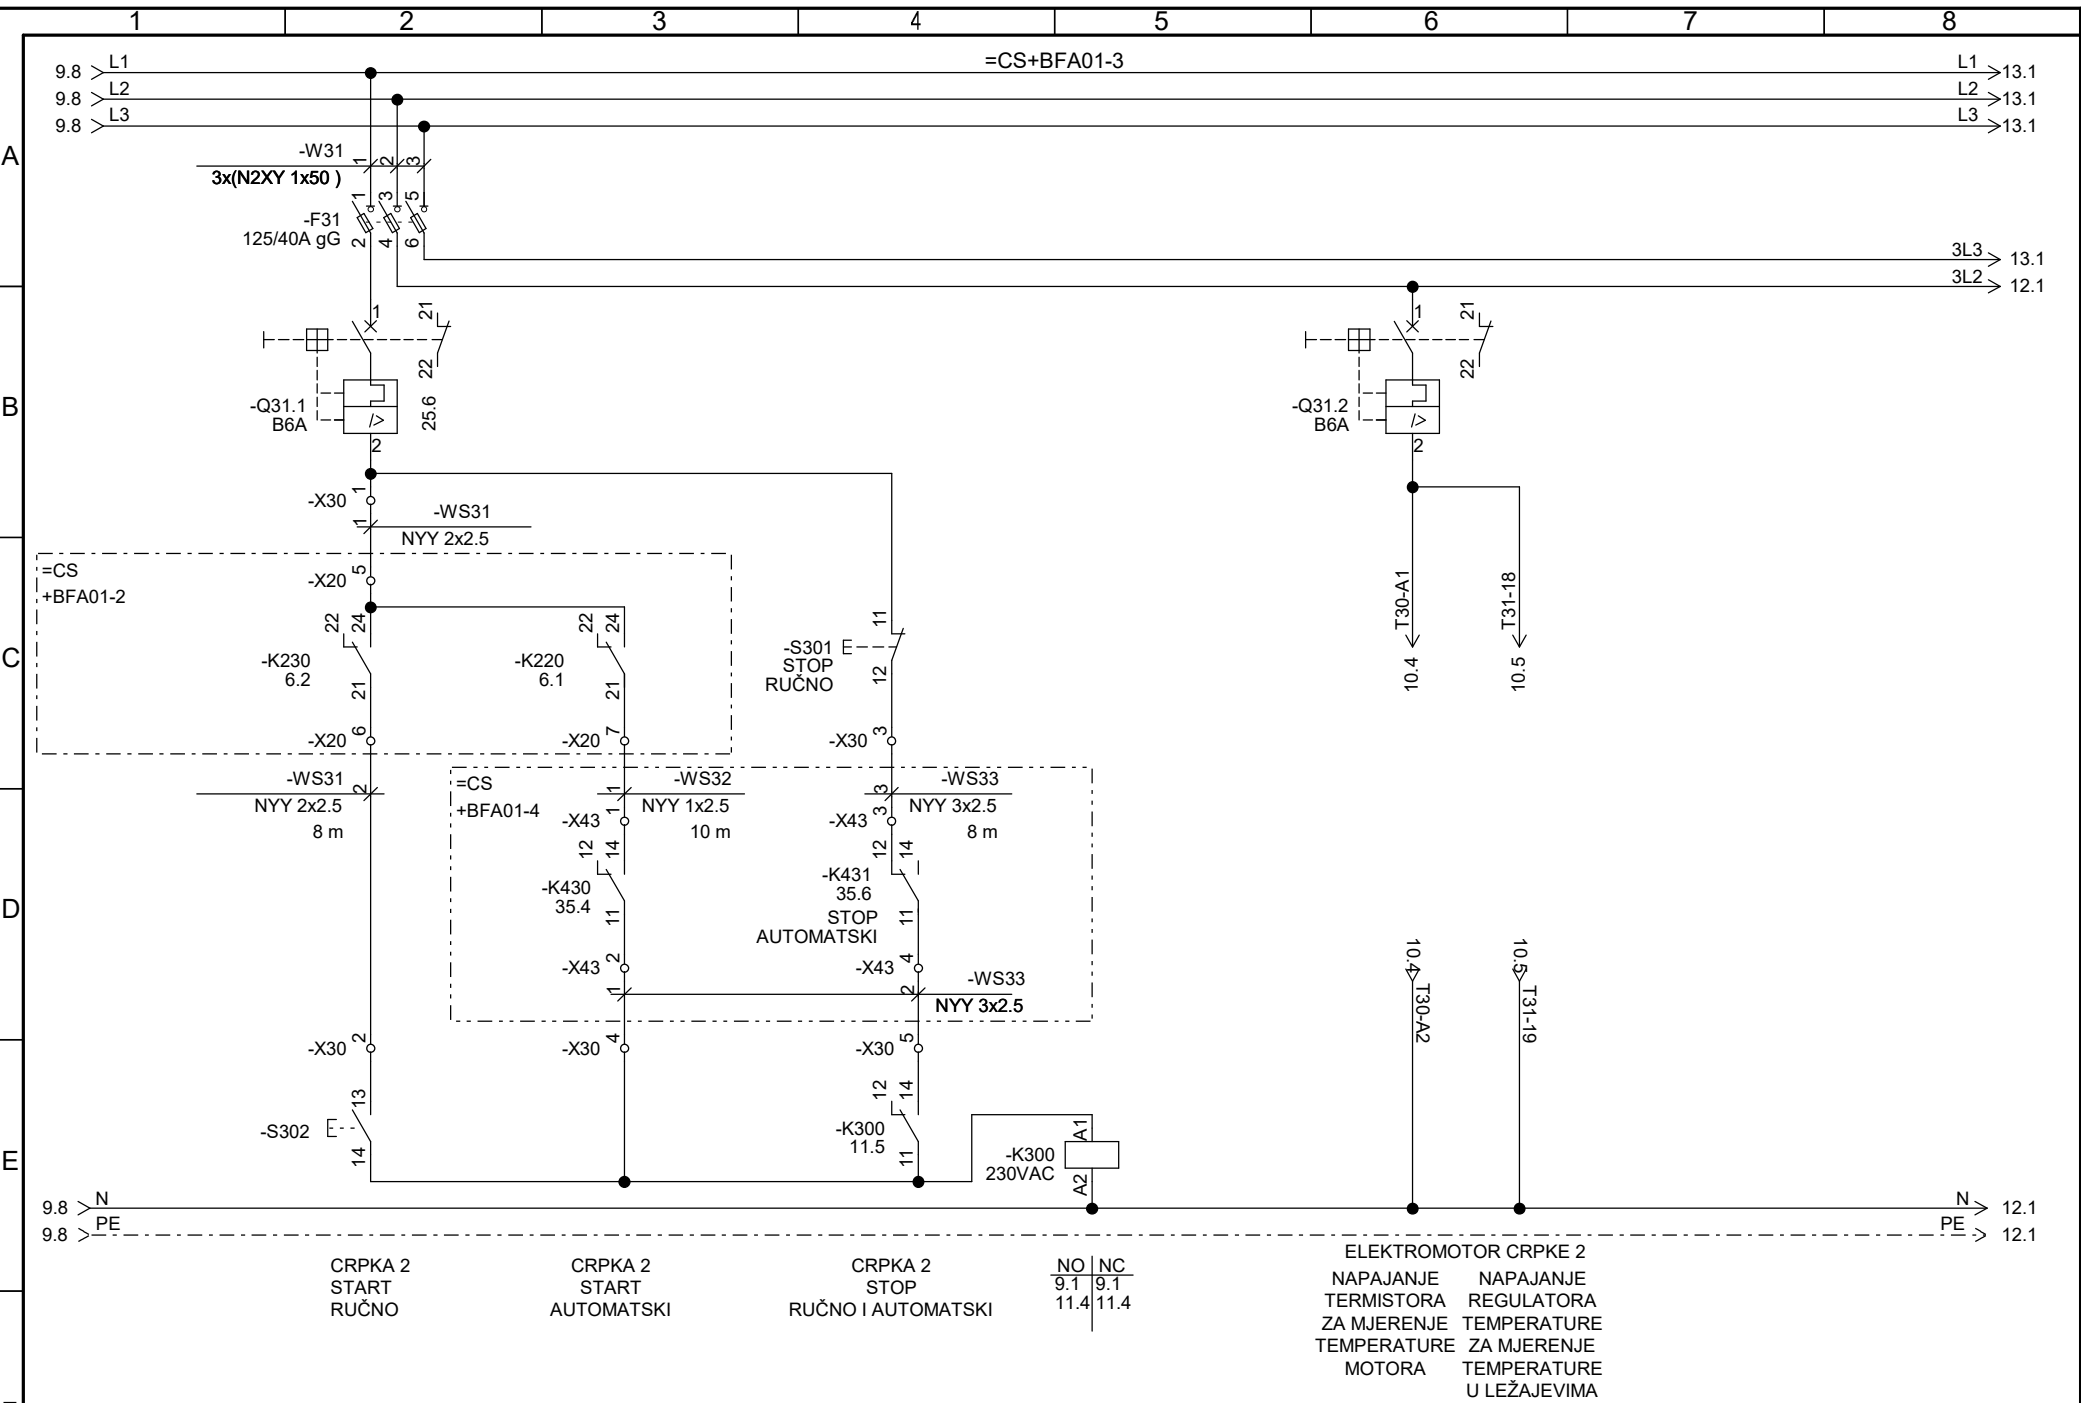 1 2 3 4 5 6 7 8
=CS+BFA01-3
9.8 L1 L1 13.1
9.8 L2 L2 13.1
9.8 L3 L3 13.1
A
-W31 1 2 3
3x(N2XY 1x50 )
1 3 5
-F31
125/40A gG 2 4 6
3L3 13.1
3L2 12.1
1 21 1 21
22 22
B
-Q31.1 25.6 -Q31.2
B6A B6A
2 2
-X30 1
1 -WS31
NYY 2x2.5
=CS
+BFA01-2
-X20 5
T30-A1 T31-18
22 24 22 24 11
C
-K230 -K220 -S301
6.2 6.1 STOP
RUČNO
21 21 12
10.4 10.5
-X20 6 -X20 7 -X30 3
-WS31 2 =CS -WS32 1 -WS33 3
NYY 2x2.5 +BFA01-4 NYY 1x2.5 NYY 3x2.5
8 m -X43 1 10 m -X43 3 8 m
12 14 12 14
-K430 -K431
35.4 35.6
D
11 STOP 11
AUTOMATSKI
10.4 10.5
-X43 2 -X43 4
1 2 -WS33
NYY 3x2.5
T30-A2 T31-19
-X30 2 -X30 4 -X30 5
13 12 14
-S302 -K300 A1
11.5 -K300
E
14 11 230VAC
A2
9.8 N N 12.1
9.8 PE PE 12.1
CRPKA 2
START
RUČNO
CRPKA 2
START
AUTOMATSKI
CRPKA 2
STOP
RUČNO I AUTOMATSKI
NO NC
9.1 9.1
11.4 11.4
ELEKTROMOTOR CRPKE 2
NAPAJANJE
TERMISTORA
ZA MJERENJE
TEMPERATURE
MOTORA
NAPAJANJE
REGULATORA
TEMPERATURE
ZA MJERENJE
TEMPERATURE
U LEŽAJEVIMA